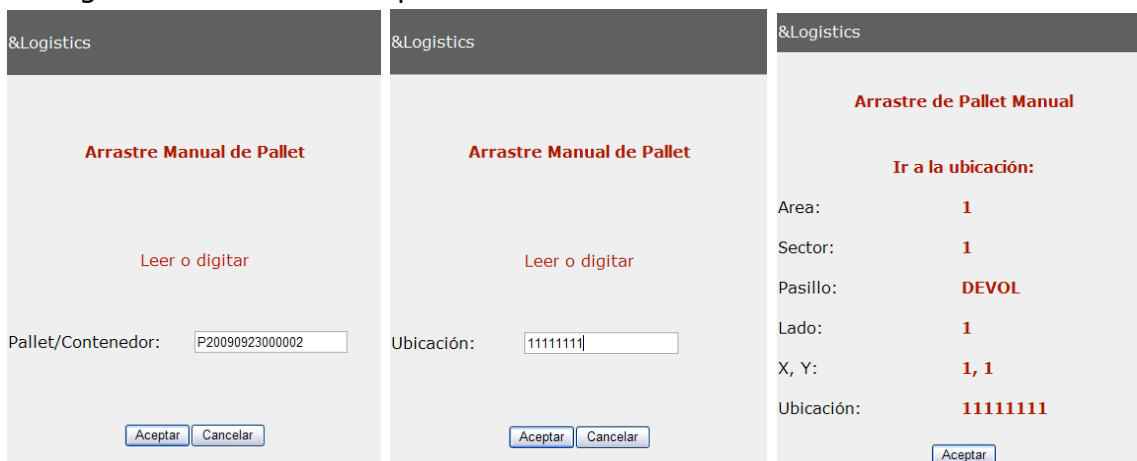 &Logistics
Arrastre Manual de Pallet
Leer o digitar
Pallet/Contenedor: P20090923000002
Aceptar Cancelar
&Logistics
Arrastre Manual de Pallet
Leer o digitar
Ubicación: 11111111
Aceptar Cancelar
&Logistics
Arrastre de Pallet Manual
Ir a la ubicación:
Area: 1
Sector: 1
Pasillo: DEVOL
Lado: 1
X, Y: 1, 1
Ubicación: 11111111
Aceptar